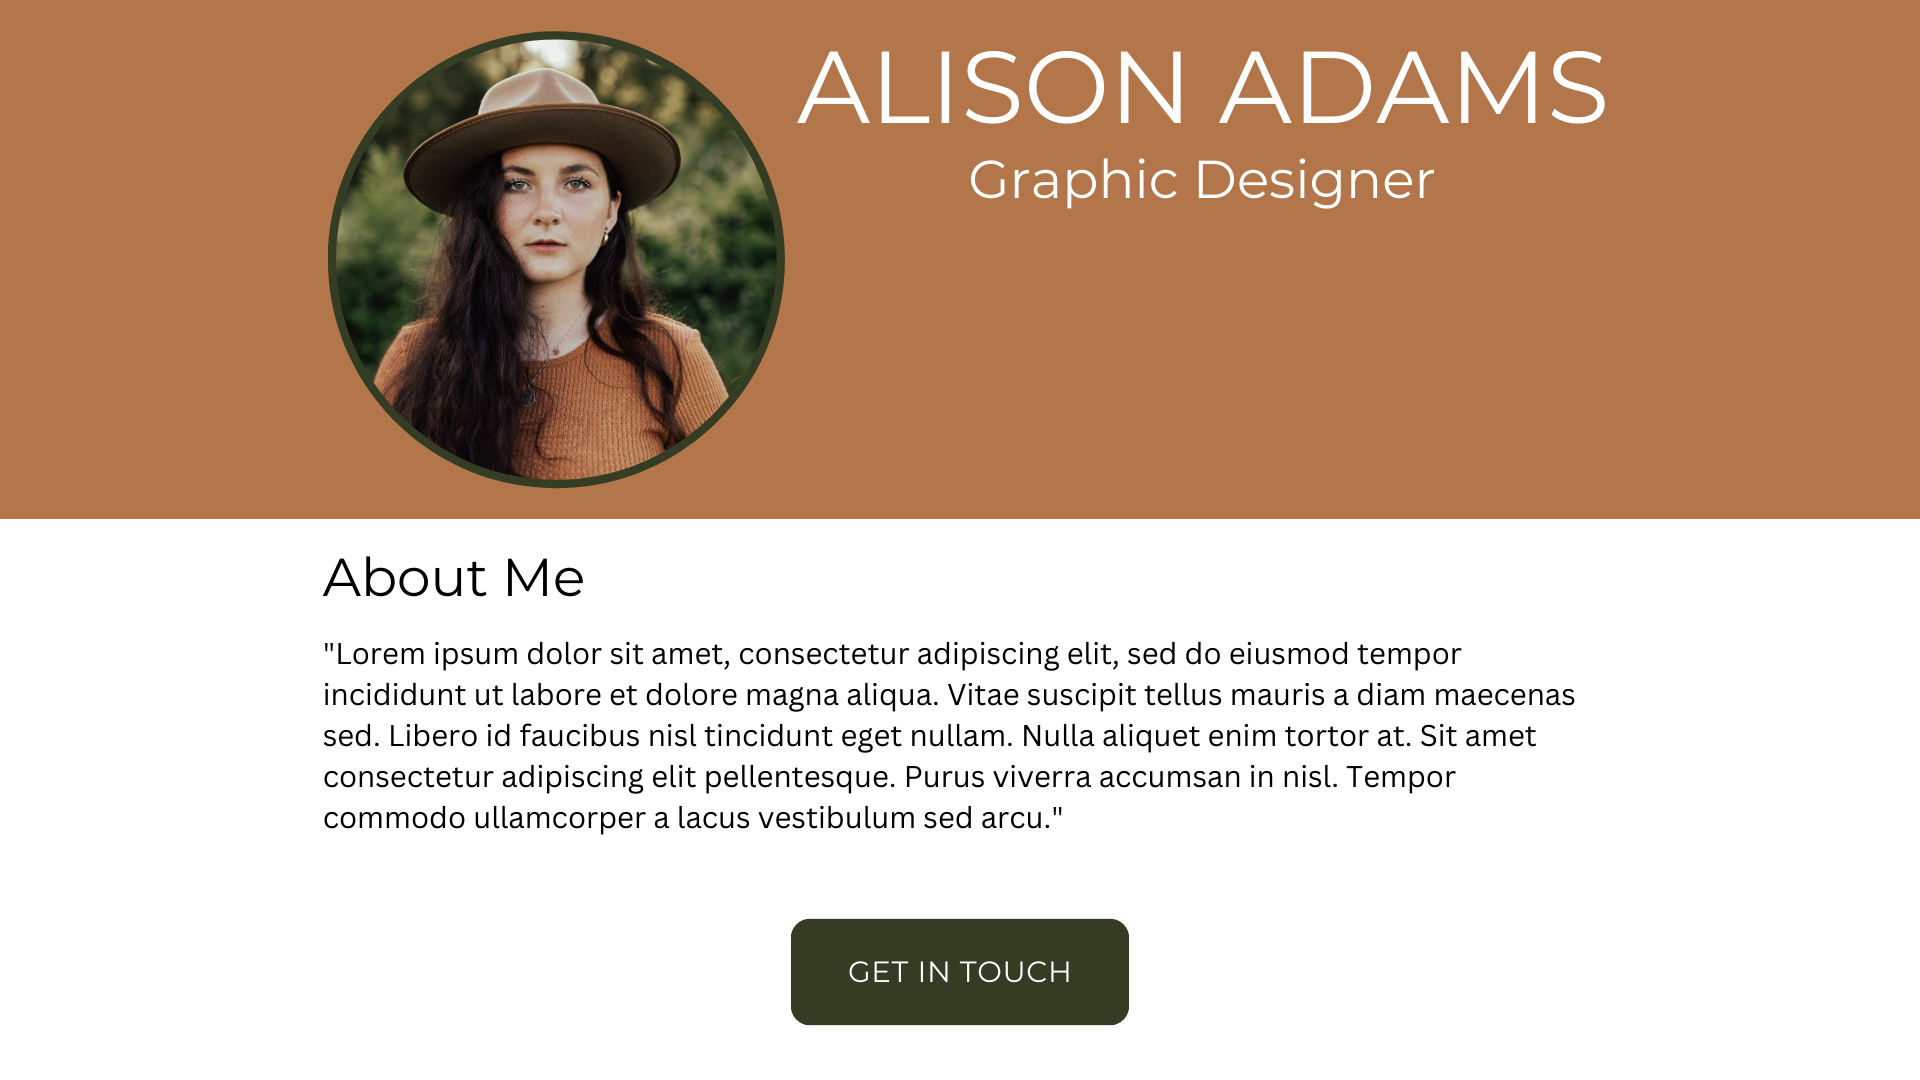 ALISON ADAMS
Graphic Designer
About Me
"Lorem ipsum dolor sit amet, consectetur adipiscing elit, sed do eiusmod tempor
incididunt ut labore et dolore magna aliqua. Vitae suscipit tellus mauris a diam maecenas
sed. Libero id faucibus nisl tincidunt eget nullam. Nulla aliquet enim tortor at. Sit amet
consectetur adipiscing elit pellentesque. Purus viverra accumsan in nisl. Tempor
commodo ullamcorper a lacus vestibulum sed arcu."
GET IN TOUCH